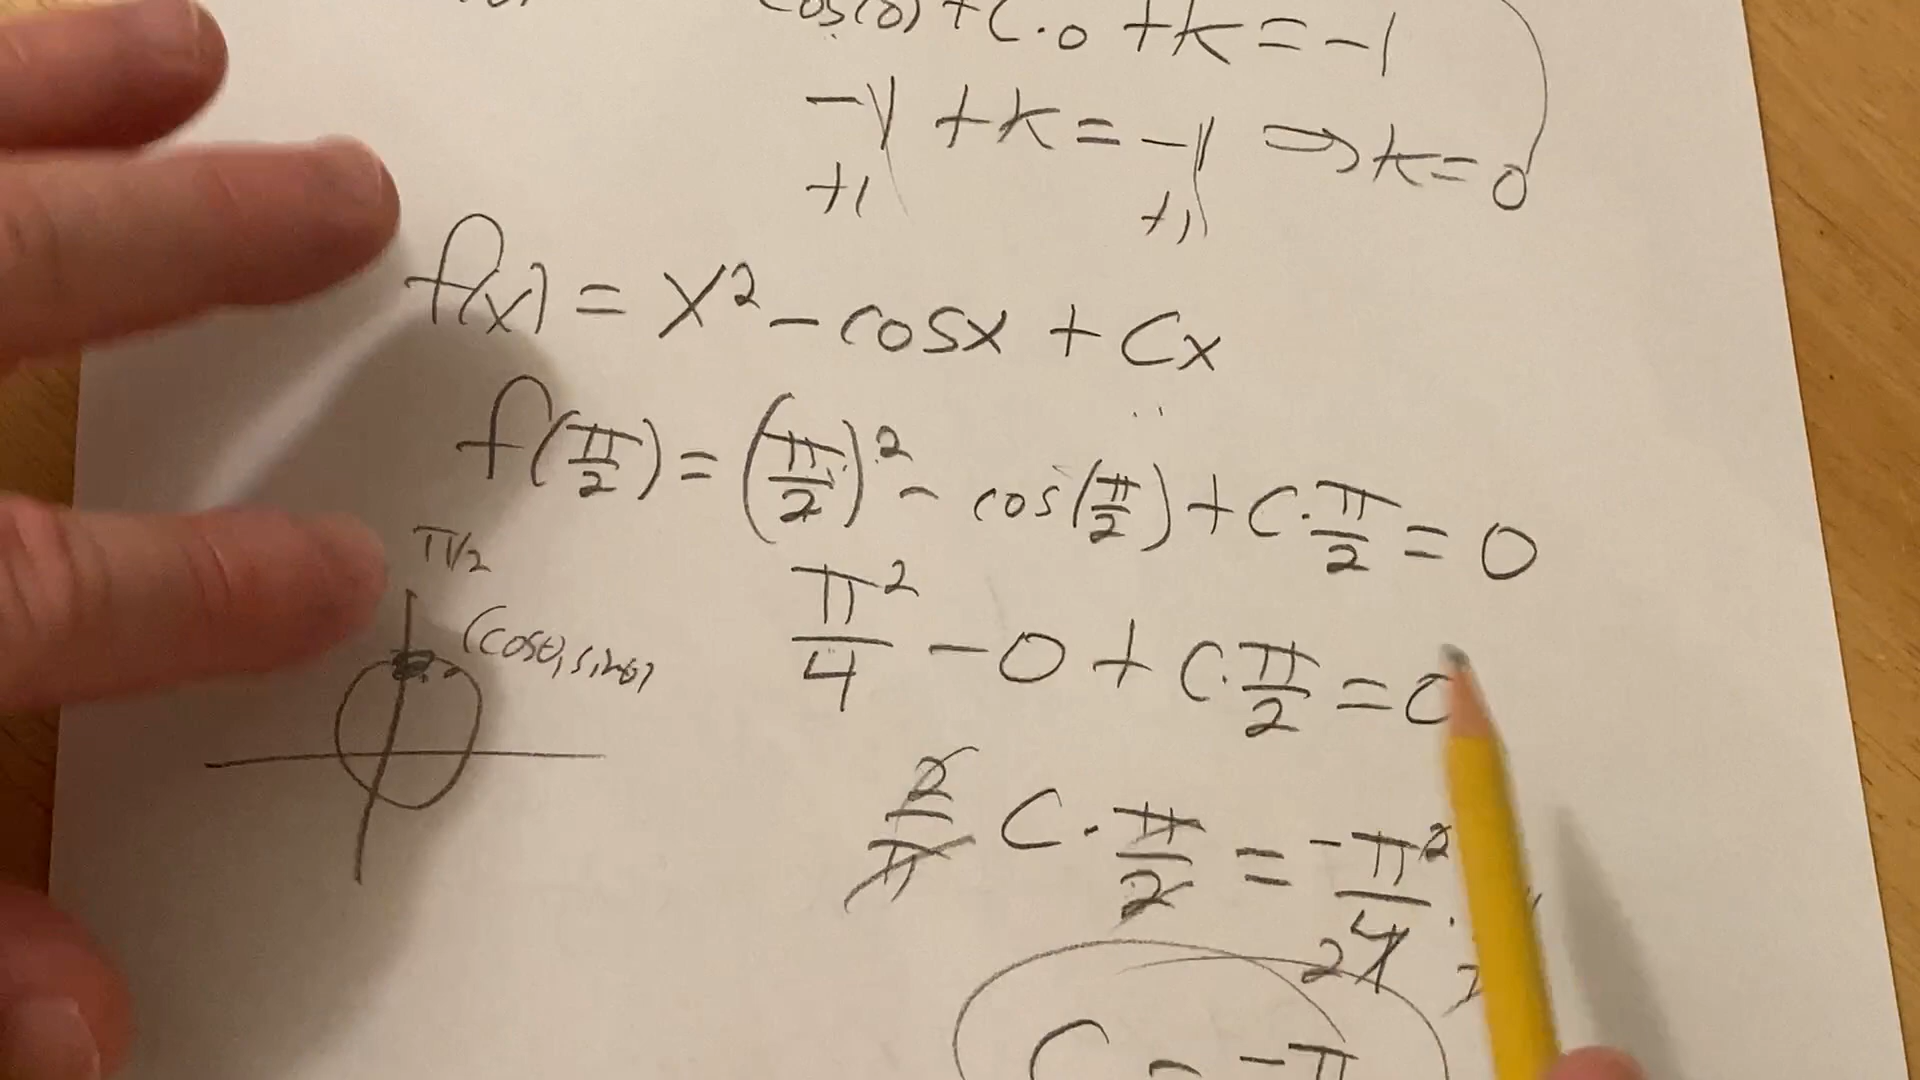 cos(0) + C·0 + k = -1
-1 + k = -1 ⇒ k = 0
+1 +1
f(x) = x² - cosx + Cx
f(π/2) = (π/2)² - cos(π/2) + C·π/2 = 0
π/2
(cosθ, sinθ)
π²/4 - 0 + C·π/2 = 0
2/π C·π/2 = -π²/4 ·
2
C = -π